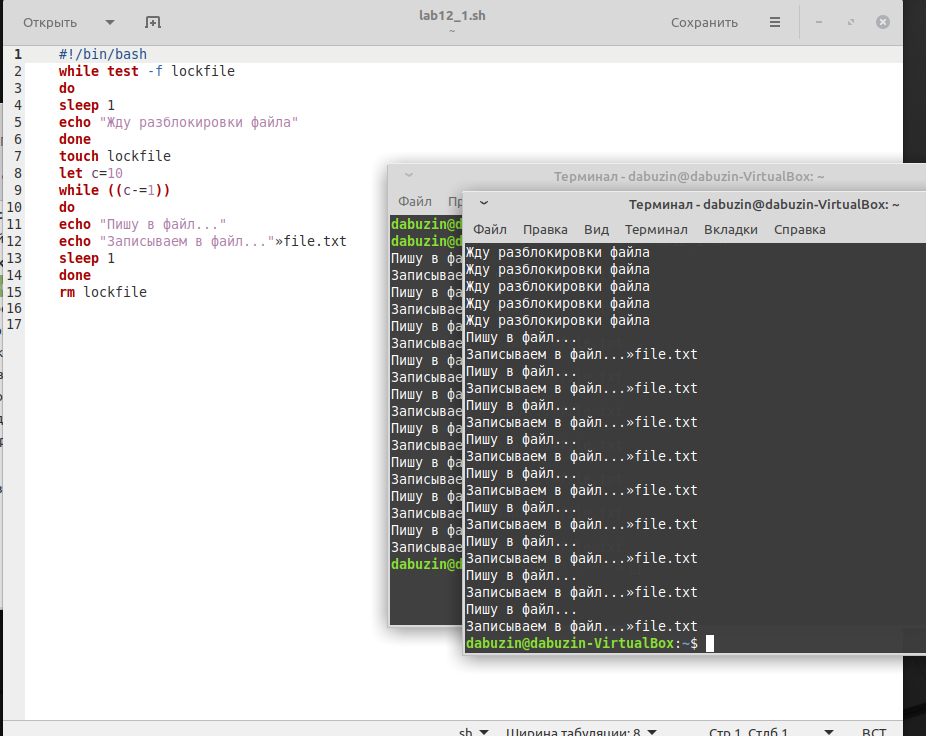 Открыть
lab12_1.sh
~
Сохранить
1 #!/bin/bash
2 while test -f lockfile
3 do
4 sleep 1
5 echo "Жду разблокировки файла"
6 done
7 touch lockfile
8 let c=10
9 while ((c-=1))
10 do
11 echo "Пишу в файл..."
12 echo "Записываем в файл..."»file.txt
13 sleep 1
14 done
15 rm lockfile
16
17
Терминал - dabuzin@dabuzin-VirtualBox: ~
Файл Пр
dabuzin@d
dabuzin@d
Пишу в фа
Записывае
Пишу в фа
Записывае
Пишу в фа
Записывае
Пишу в фа
Записывае
Пишу в фа
Записывае
Пишу в фа
Записывае
Пишу в фа
Записывае
Пишу в фа
Записывае
Пишу в фа
Записывае
dabuzin@d
Терминал - dabuzin@dabuzin-VirtualBox: ~
Файл Правка Вид Терминал Вкладки Справка
Жду разблокировки файла
Жду разблокировки файла
Жду разблокировки файла
Жду разблокировки файла
Жду разблокировки файла
Пишу в файл...
Записываем в файл...»file.txt
Пишу в файл...
Записываем в файл...»file.txt
Пишу в файл...
Записываем в файл...»file.txt
Пишу в файл...
Записываем в файл...»file.txt
Пишу в файл...
Записываем в файл...»file.txt
Пишу в файл...
Записываем в файл...»file.txt
Пишу в файл...
Записываем в файл...»file.txt
Пишу в файл...
Записываем в файл...»file.txt
Пишу в файл...
Записываем в файл...»file.txt
dabuzin@dabuzin-VirtualBox:~$
sh Ширина табуляции: 8 Стр 1, Стлб 1 ВСТ